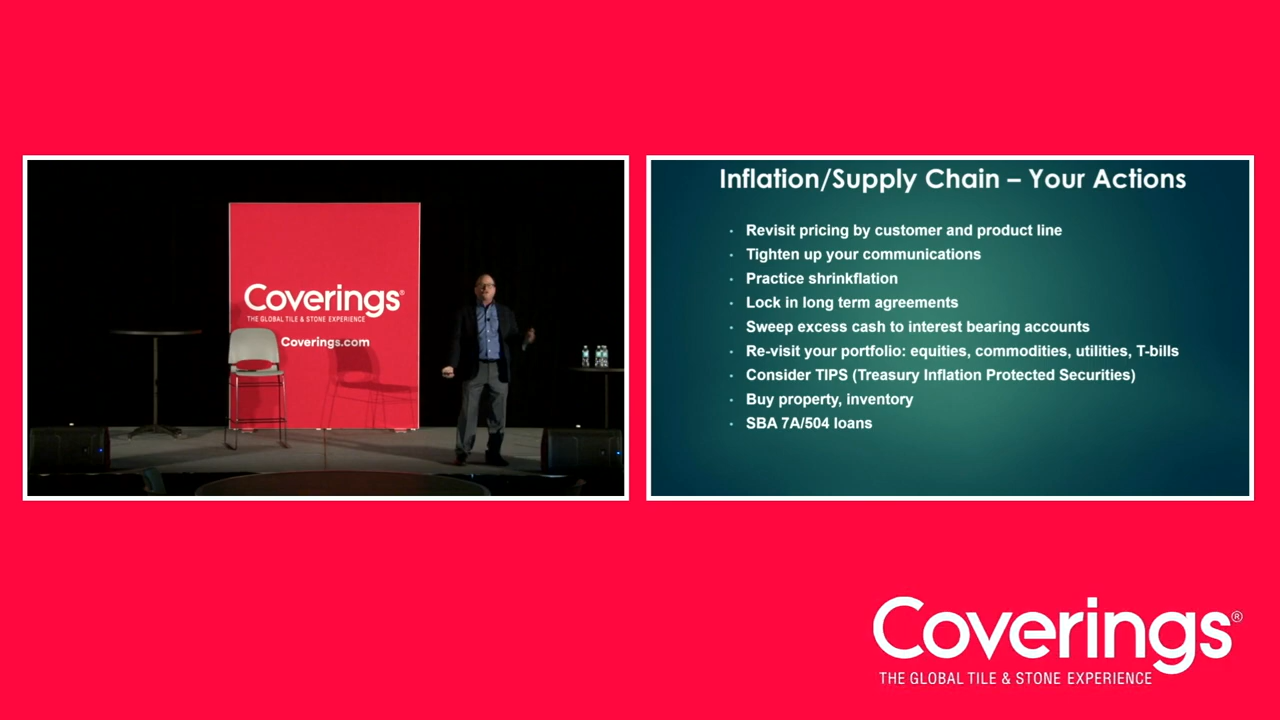 Coverings®
THE GLOBAL TILE & STONE EXPERIENCE
Coverings.com
Inflation/Supply Chain – Your Actions
· Revisit pricing by customer and product line
· Tighten up your communications
· Practice shrinkflation
· Lock in long term agreements
· Sweep excess cash to interest bearing accounts
· Re-visit your portfolio: equities, commodities, utilities, T-bills
· Consider TIPS (Treasury Inflation Protected Securities)
· Buy property, inventory
· SBA 7A/504 loans
Coverings®
THE GLOBAL TILE & STONE EXPERIENCE